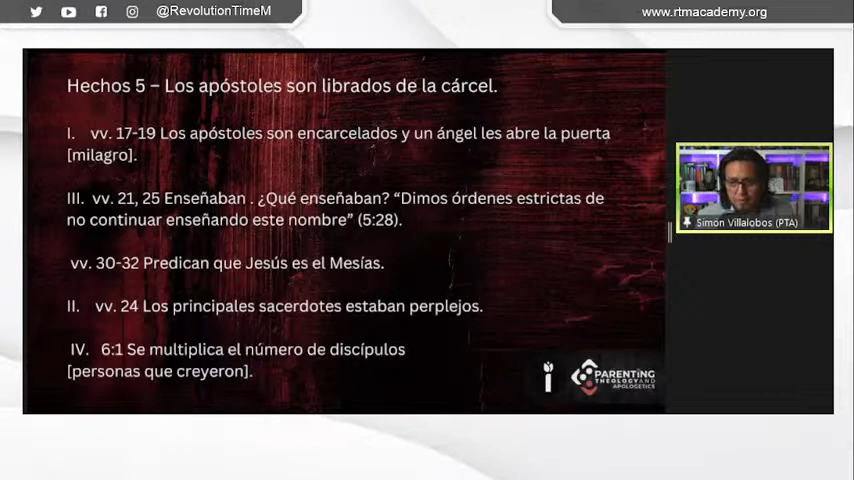 @RevolutionTimeM
www.rtmacademy.org
Hechos 5 – Los apóstoles son librados de la cárcel.
I. vv. 17-19 Los apóstoles son encarcelados y un ángel les abre la puerta
[milagro].
III. vv. 21, 25 Enseñaban . ¿Qué enseñaban? “Dimos órdenes estrictas de
no continuar enseñando este nombre” (5:28).
vv. 30-32 Predican que Jesús es el Mesías.
II. vv. 24 Los principales sacerdotes estaban perplejos.
IV. 6:1 Se multiplica el número de discípulos
[personas que creyeron].
Simón Villalobos (PTA)
PARENTING
THEOLOGY AND
APOLOGETICS